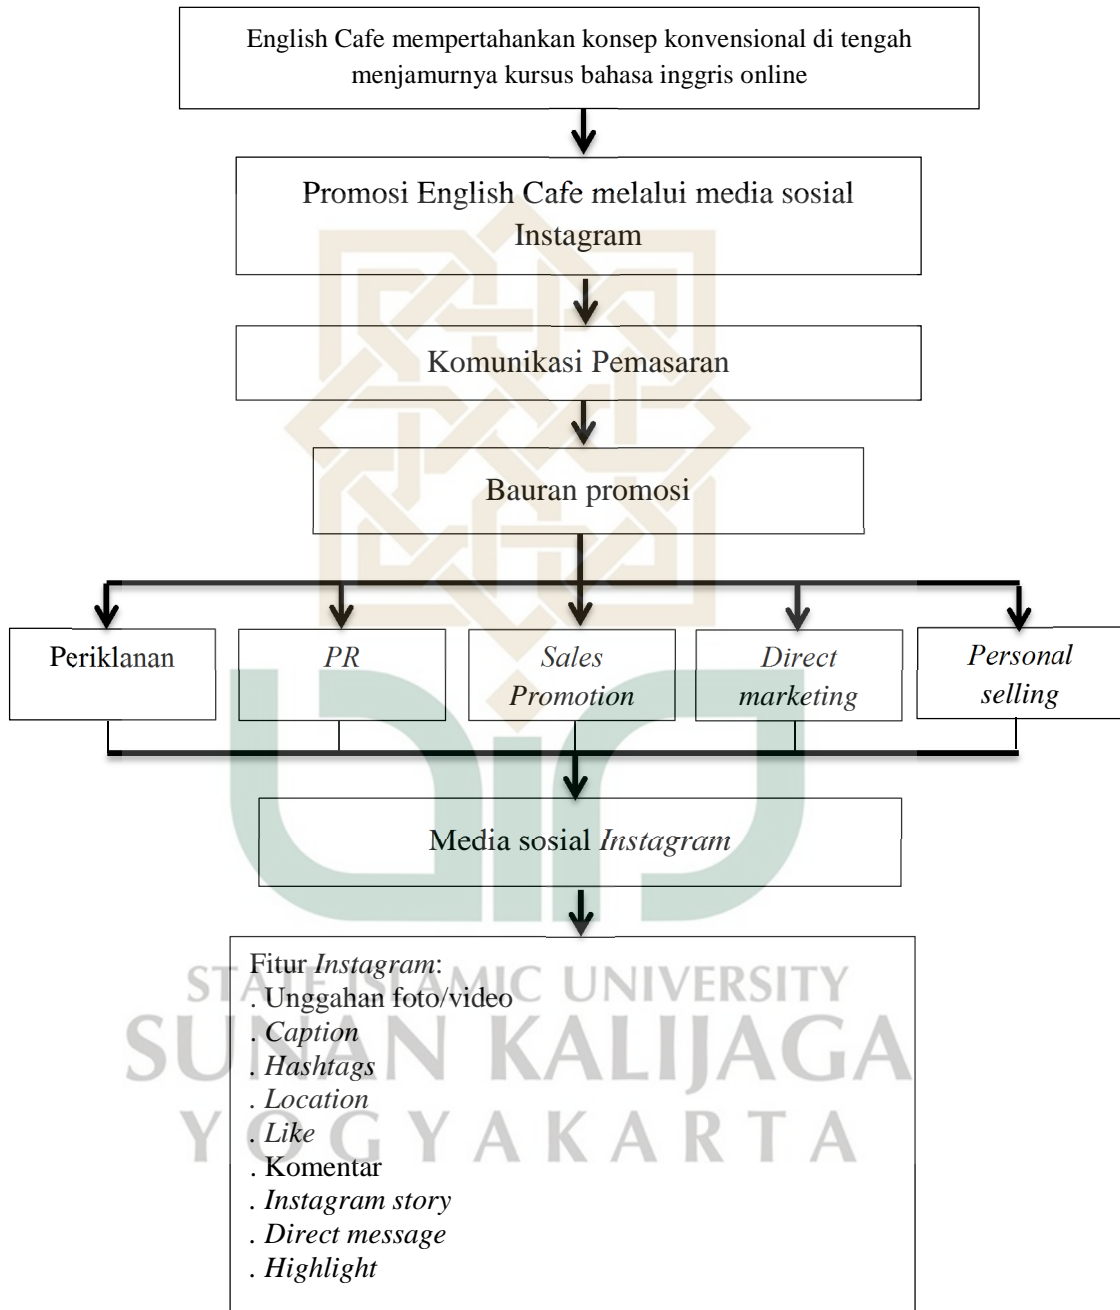 English Cafe mempertahankan konsep konvensional di tengah
menjamurnya kursus bahasa inggris online
Promosi English Cafe melalui media sosial
Instagram
Komunikasi Pemasaran
Bauran promosi
Periklanan
PR
Sales
Promotion
Direct
marketing
Personal
selling
Media sosial Instagram
Fitur Instagram:
. Unggahan foto/video
. Caption
. Hashtags
. Location
. Like
. Komentar
. Instagram story
. Direct message
. Highlight
STATE ISLAMIC UNIVERSITY
SUNAN KALIJAGA
YOGYAKARTA